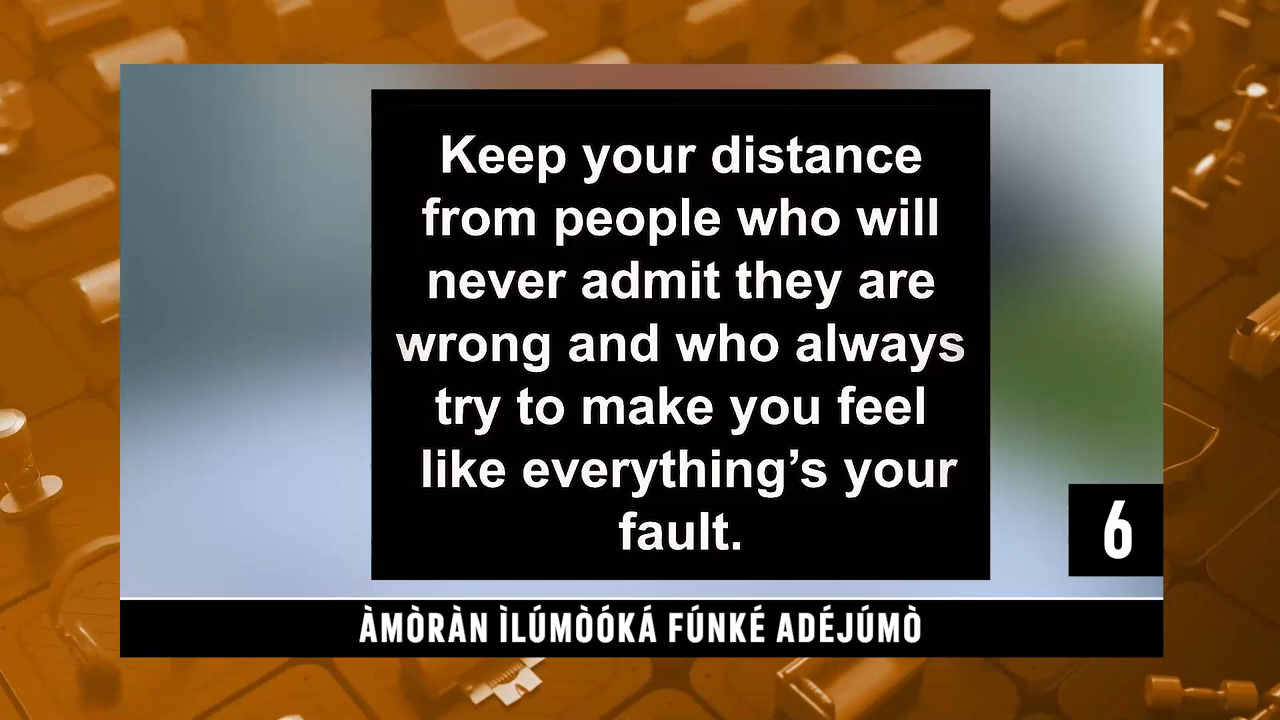 Keep your distance
from people who will
never admit they are
wrong and who always
try to make you feel
like everything’s your
fault.
6
ÀMÒRÀN ÌLÚMÒÓKÁ FÚNKÉ ADÉJÚMÒ